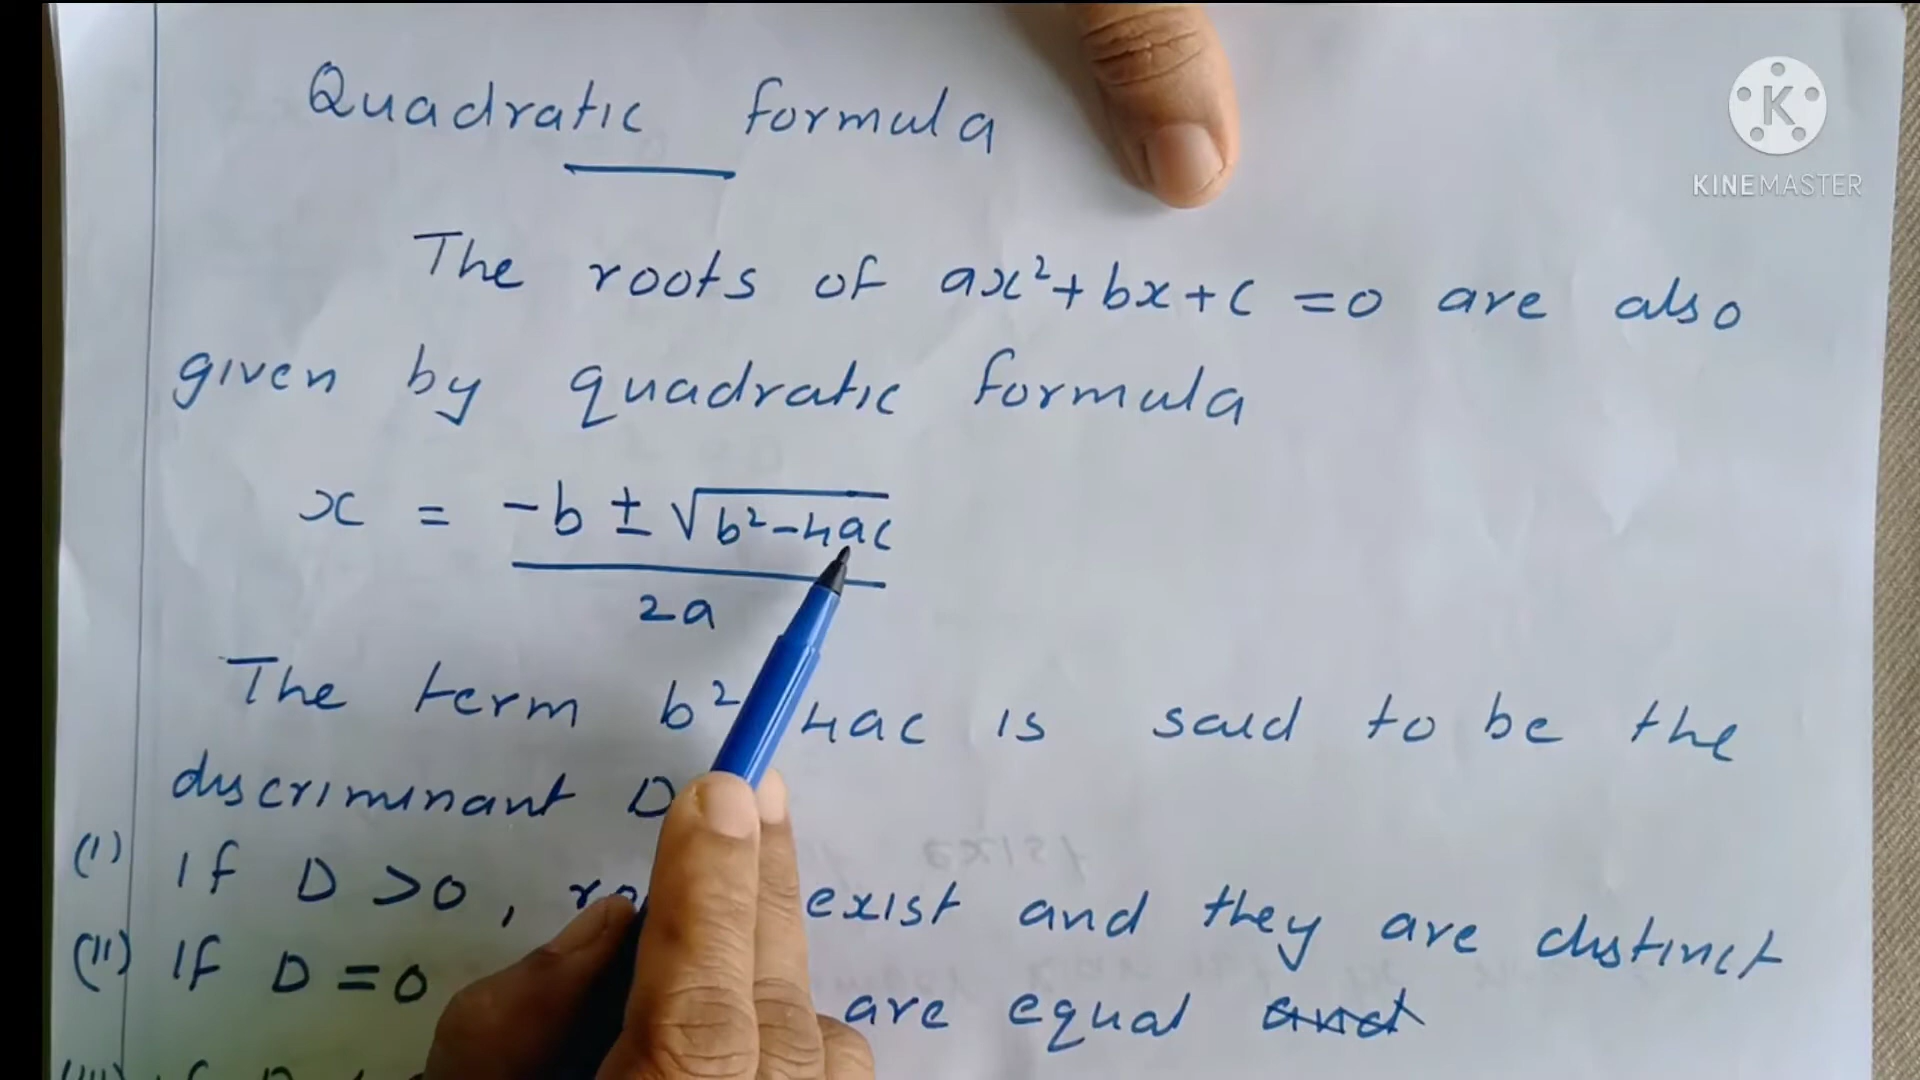 Quadratic formula
The roots of ax²+bx+c =0 are also
given by quadratic formula
x = -b ± √b²-4ac
2a
The term b² 4ac is said to be the
discriminant D
(i) If D >0, exist and they are distinct
(ii) If D =0 are equal and
K
KINEMASTER